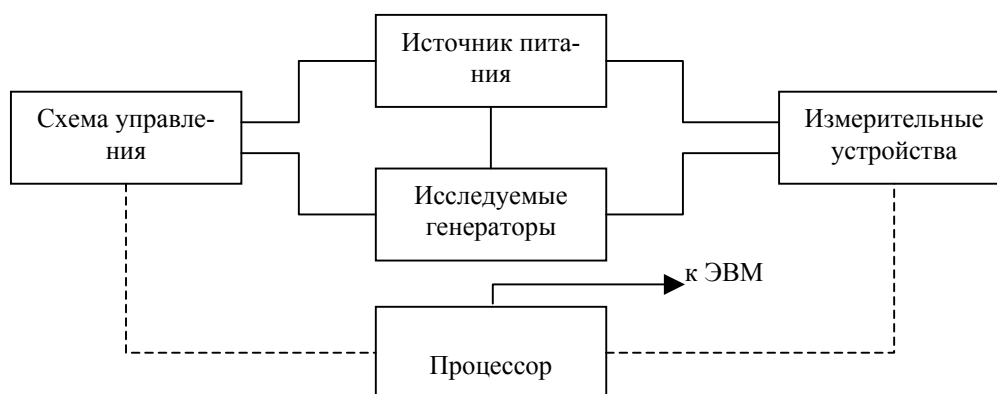 Источник пита-
ния
Схема управле-
ния
Измерительные
устройства
Исследуемые
генераторы
к ЭВМ
Процессор